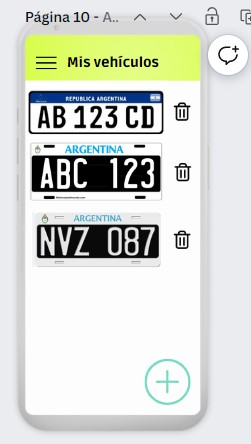 Página 10 - A..
Mis vehículos
REPUBLICA ARGENTINA
AB 123 CD
ARGENTINA
ABC 123
ARGENTINA
NVZ 087